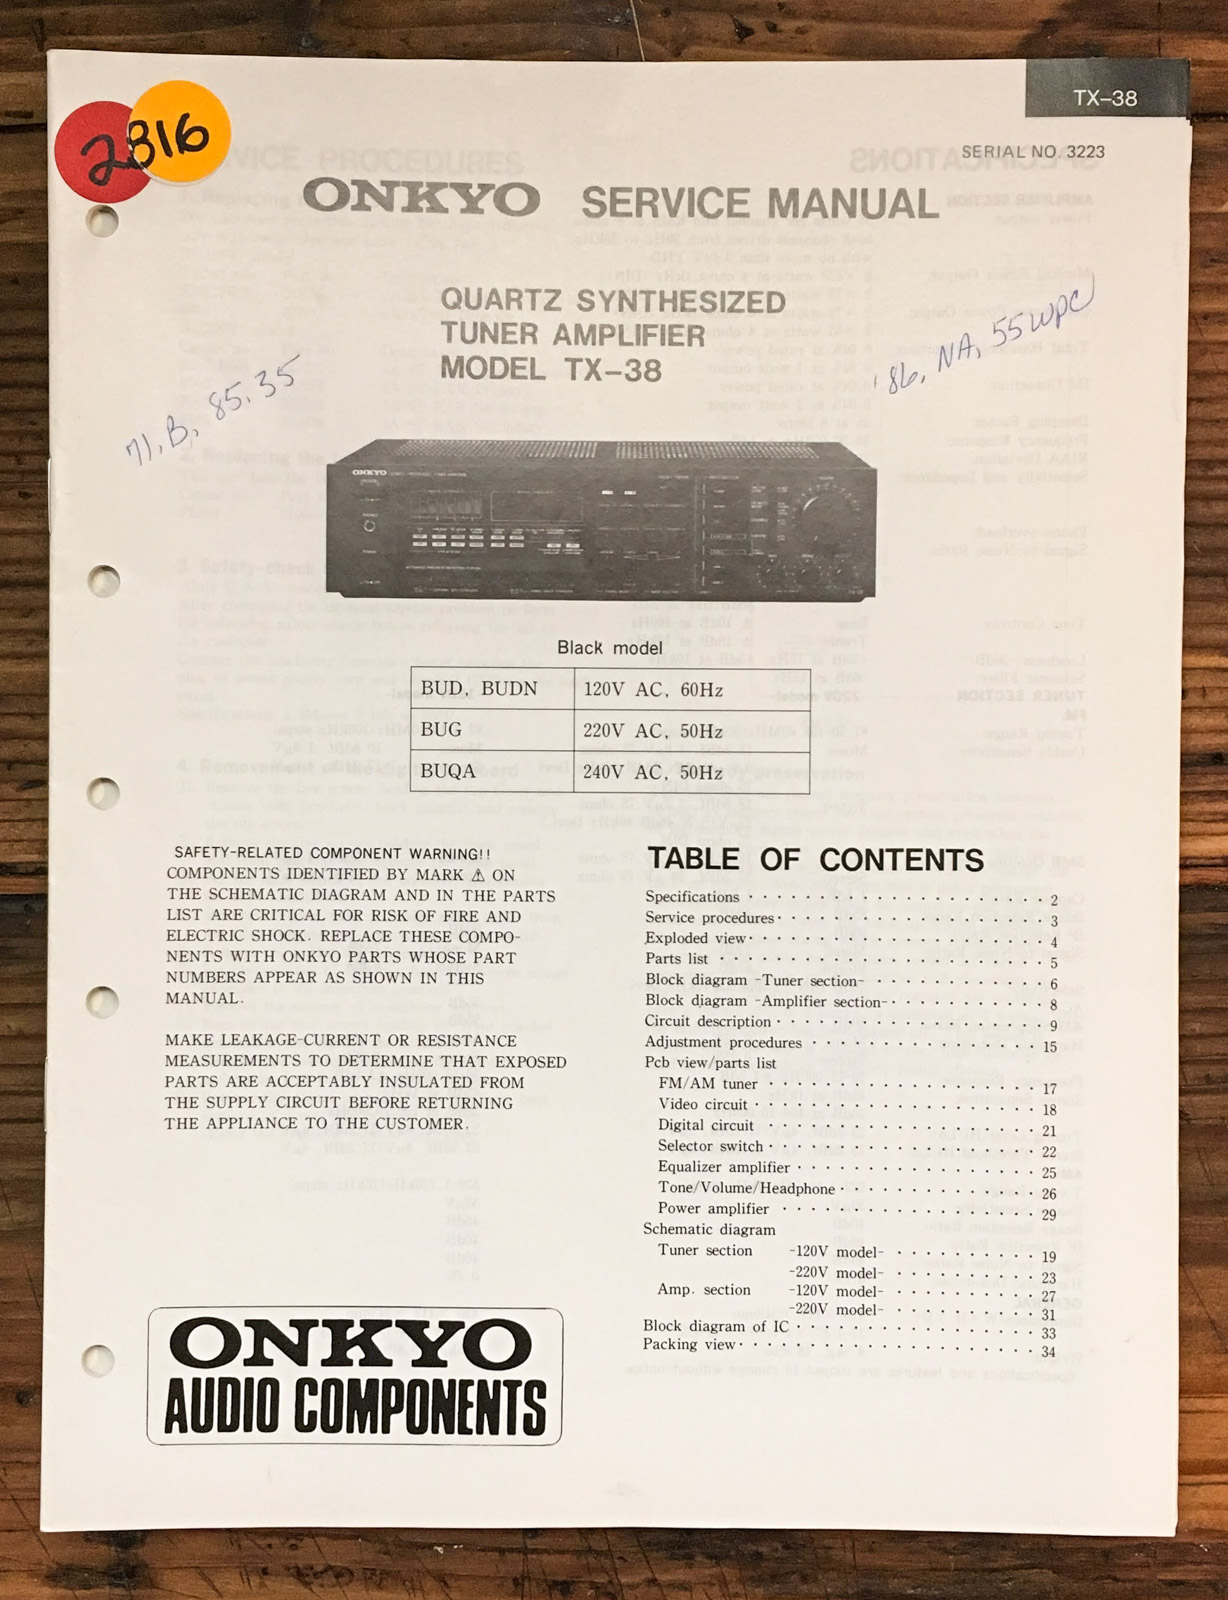 TX-38
2816
SERIAL NO. 3223
ONKYO SERVICE MANUAL
QUARTZ SYNTHESIZED
TUNER AMPLIFIER
MODEL TX-38
71, B, 85.35
'86, NA, 55WPC
ONKYO
Black model
BUD, BUDN 120V AC, 60Hz
BUG 220V AC, 50Hz
BUQA 240V AC, 50Hz
SAFETY-RELATED COMPONENT WARNING!!
COMPONENTS IDENTIFIED BY MARK ⚠ ON
THE SCHEMATIC DIAGRAM AND IN THE PARTS
LIST ARE CRITICAL FOR RISK OF FIRE AND
ELECTRIC SHOCK. REPLACE THESE COMPO-
NENTS WITH ONKYO PARTS WHOSE PART
NUMBERS APPEAR AS SHOWN IN THIS
MANUAL.
MAKE LEAKAGE-CURRENT OR RESISTANCE
MEASUREMENTS TO DETERMINE THAT EXPOSED
PARTS ARE ACCEPTABLY INSULATED FROM
THE SUPPLY CIRCUIT BEFORE RETURNING
THE APPLIANCE TO THE CUSTOMER.
TABLE OF CONTENTS
Specifications 2
Service procedures 3
Exploded view 4
Parts list 5
Block diagram -Tuner section- 6
Block diagram -Amplifier section- 8
Circuit description 9
Adjustment procedures 15
Pcb view/parts list
FM/AM tuner 17
Video circuit 18
Digital circuit 21
Selector switch 22
Equalizer amplifier 25
Tone/Volume/Headphone 26
Power amplifier 29
Schematic diagram
Tuner section -120V model- 19
-220V model- 23
Amp. section -120V model- 27
-220V model- 31
Block diagram of IC 33
Packing view 34
ONKYO
AUDIO COMPONENTS